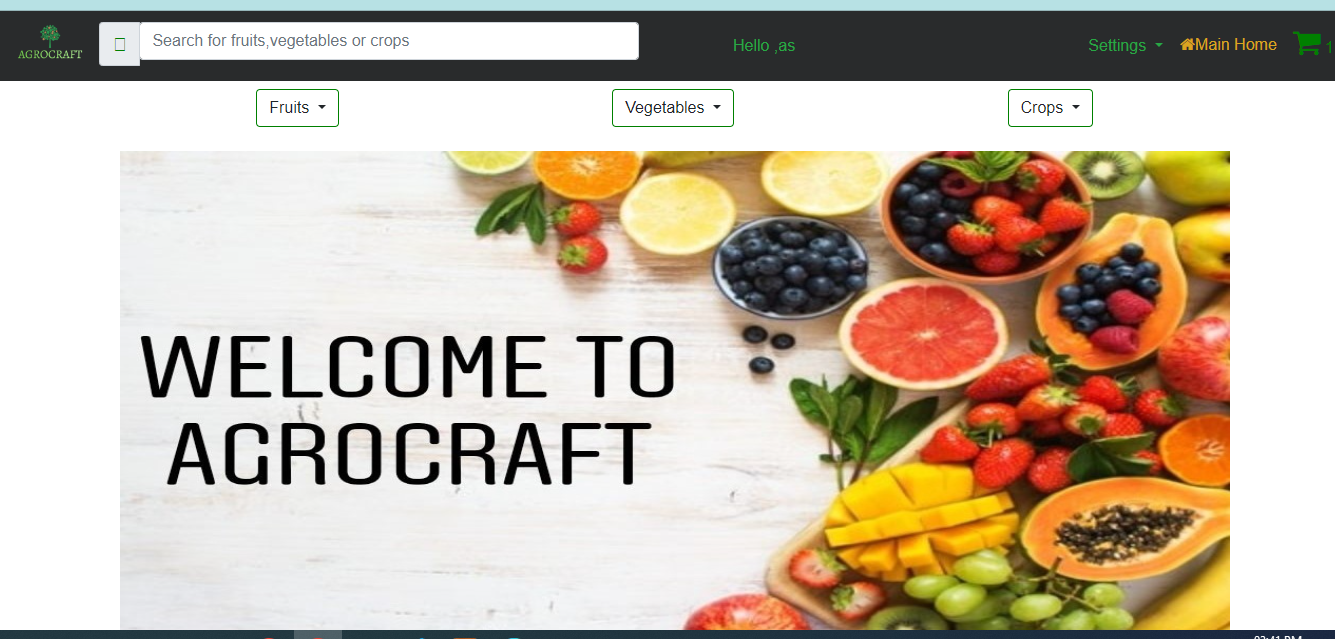 AGROCRAFT
Search for fruits,vegetables or crops
Hello ,as
Settings
Main Home
1
Fruits
Vegetables
Crops
WELCOME TO
AGROCRAFT